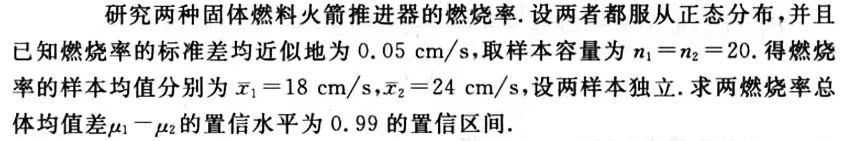 研究两种固体燃料火箭推进器的燃烧率.设两者都服从正态分布,并且
已知燃烧率的标准差均近似地为 0.05 cm/s,取样本容量为 n₁=n₂=20.得燃烧
率的样本均值分别为 x̄₁=18 cm/s,x̄₂=24 cm/s,设两样本独立.求两燃烧率总
体均值差μ₁-μ₂的置信水平为 0.99 的置信区间.